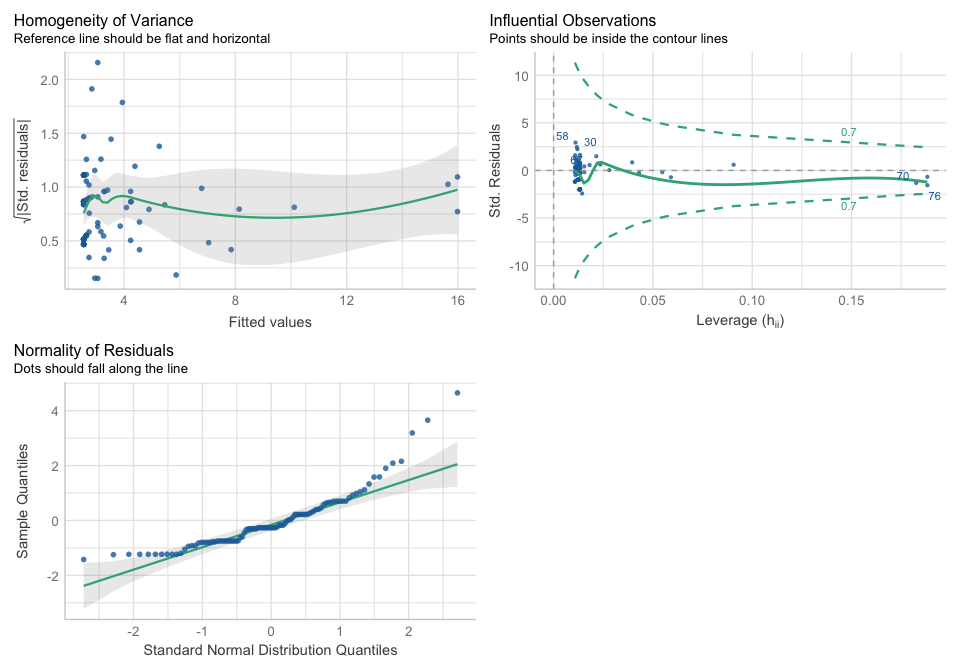 Homogeneity of Variance
Reference line should be flat and horizontal
√|Std. residuals|
2.0
1.5
1.0
0.5
4
8
12
16
Fitted values
Influential Observations
Points should be inside the contour lines
Std. Residuals
10
5
0
-5
-10
58
30
6
0.7
70
76
0.7
0.00
0.05
0.10
0.15
Leverage (hii)
Normality of Residuals
Dots should fall along the line
Sample Quantiles
4
2
0
-2
-2
-1
0
1
2
Standard Normal Distribution Quantiles